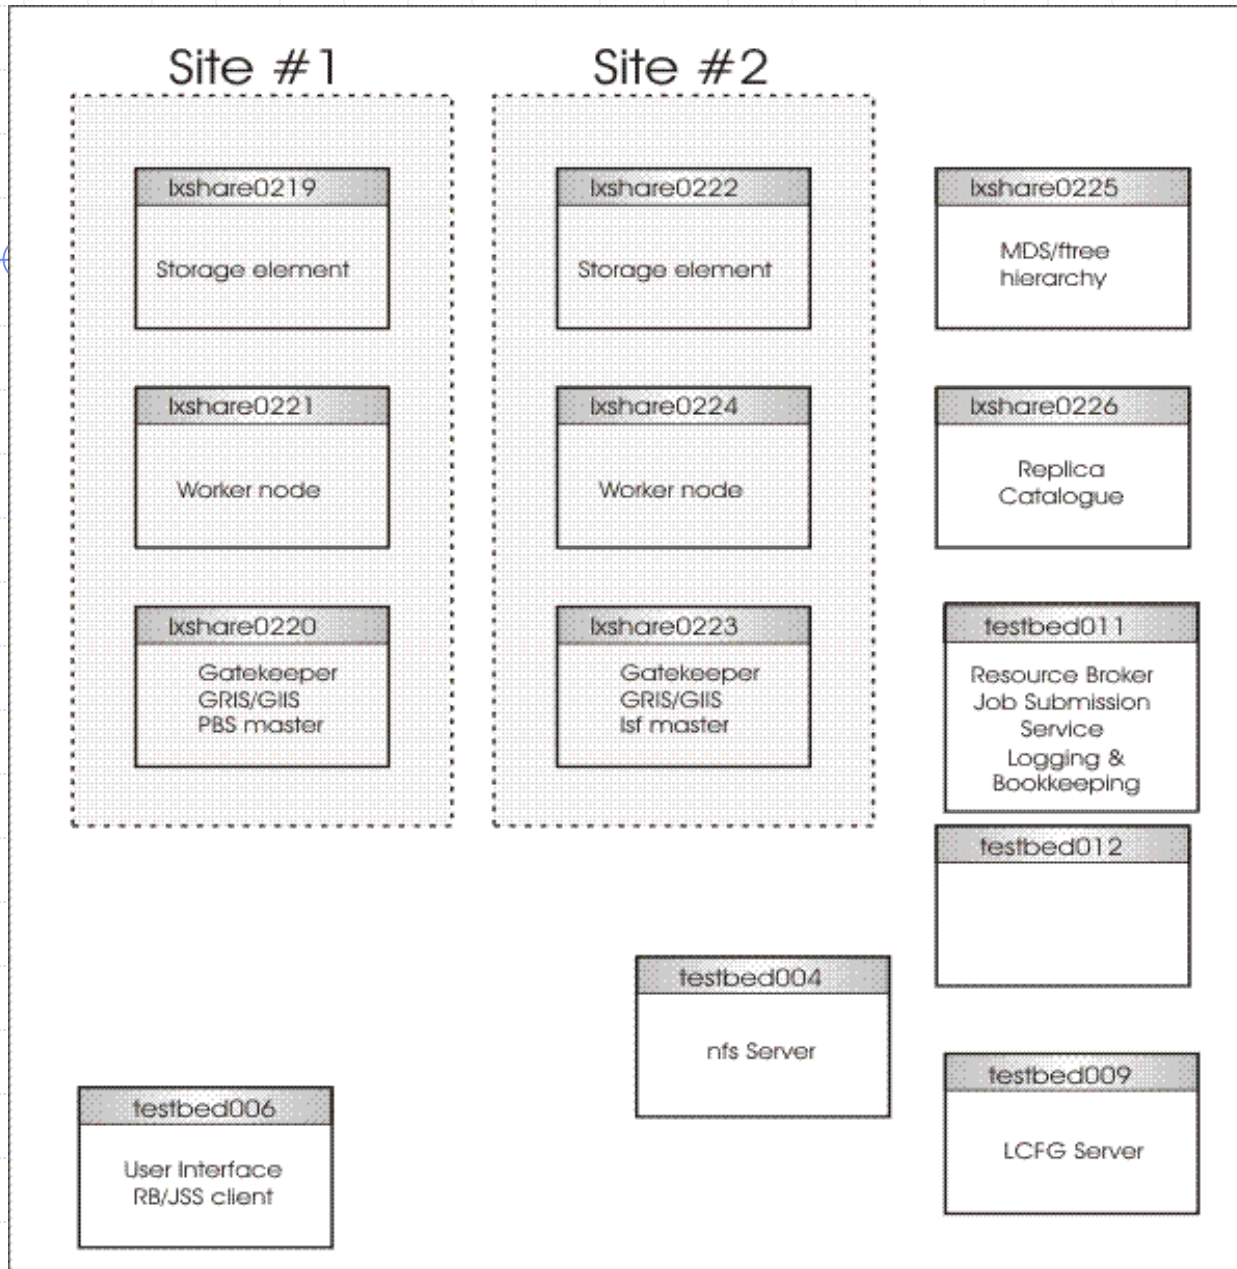 Site #1
lxshare0219
Storage element
lxshare0221
Worker node
lxshare0220
Gatekeeper
GRIS/GIIS
PBS master
Site #2
lxshare0222
Storage element
lxshare0224
Worker node
lxshare0223
Gatekeeper
GRIS/GIIS
lsf master
lxshare0225
MDS/ftree
hierarchy
lxshare0226
Replica
Catalogue
testbed011
Resource Broker
Job Submission
Service
Logging &
Bookkeeping
testbed012
testbed004
nfs Server
testbed009
LCFG Server
testbed006
User Interface
RB/JSS client